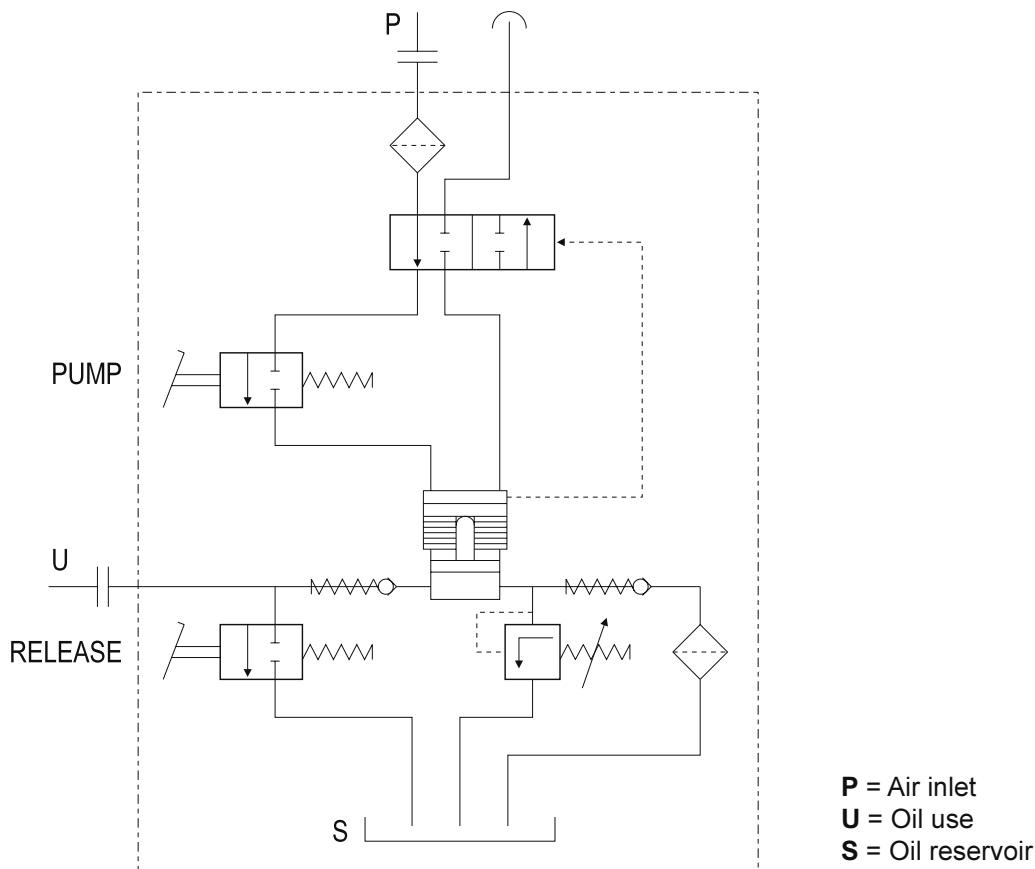 P
PUMP
U
RELEASE
S
P = Air inlet
U = Oil use
S = Oil reservoir